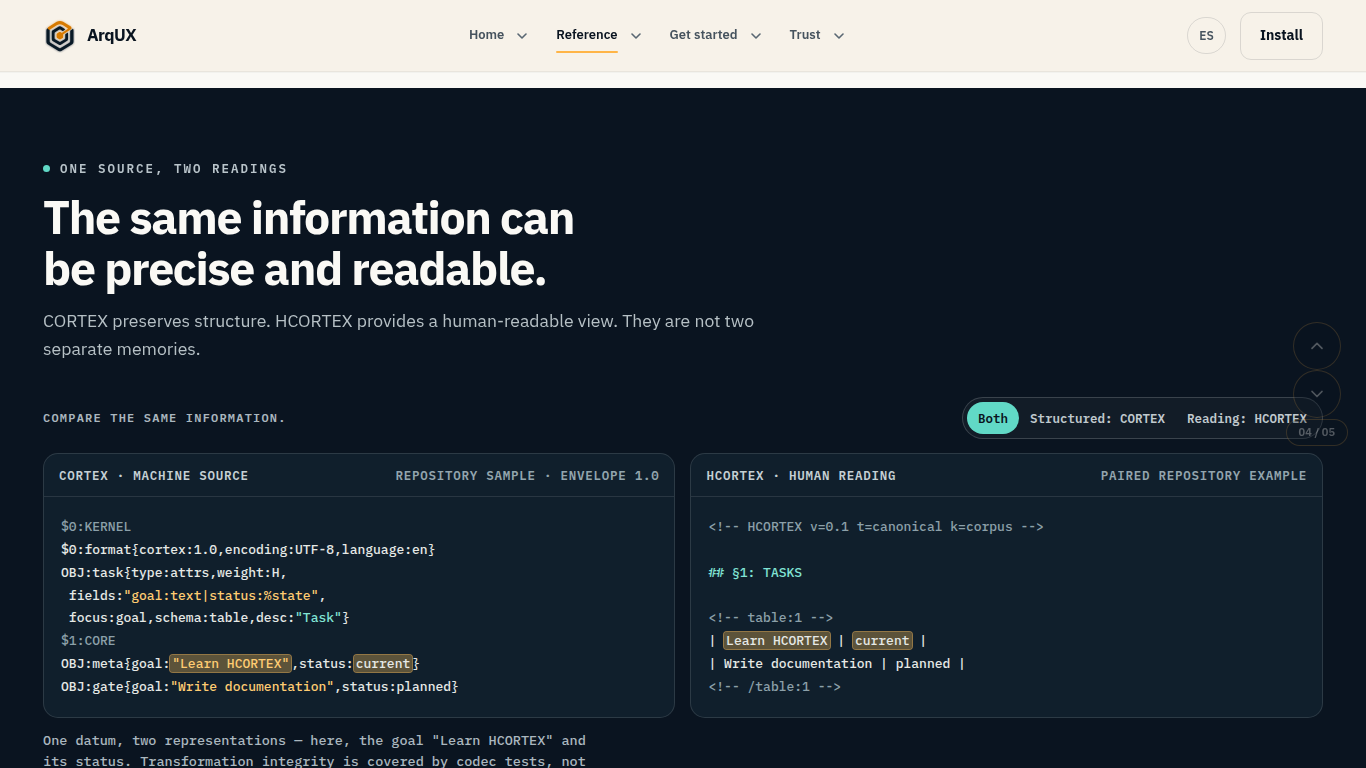 ArqUX
Home
Reference
Get started
Trust
ES
Install
ONE SOURCE, TWO READINGS
The same information can
be precise and readable.
CORTEX preserves structure. HCORTEX provides a human-readable view. They are not two
separate memories.
COMPARE THE SAME INFORMATION.
Both
Structured: CORTEX
Reading: HCORTEX
04/05
CORTEX · MACHINE SOURCE
REPOSITORY SAMPLE · ENVELOPE 1.0
$0:KERNEL
$0:format{cortex:1.0,encoding:UTF-8,language:en}
OBJ:task{type:attrs,weight:H,
 fields:"goal:text|status:%state",
 focus:goal,schema:table,desc:"Task"}
$1:CORE
OBJ:meta{goal:"Learn HCORTEX",status:current}
OBJ:gate{goal:"Write documentation",status:planned}
HCORTEX · HUMAN READING
PAIRED REPOSITORY EXAMPLE
<!-- HCORTEX v=0.1 t=canonical k=corpus -->
## §1: TASKS
<!-- table:1 -->
| Learn HCORTEX | current |
| Write documentation | planned |
<!-- /table:1 -->
One datum, two representations — here, the goal "Learn HCORTEX" and
its status. Transformation integrity is covered by codec tests, not